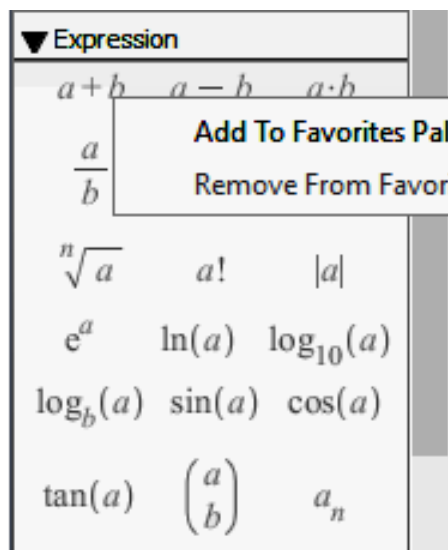 ▼ Expression
a + b a − b a·b
Add To Favorites Pal
a/b
Remove From Favor
ⁿ√a a! |a|
eᵃ ln(a) log₁₀(a)
log_b(a) sin(a) cos(a)
tan(a) (a b) aₙ